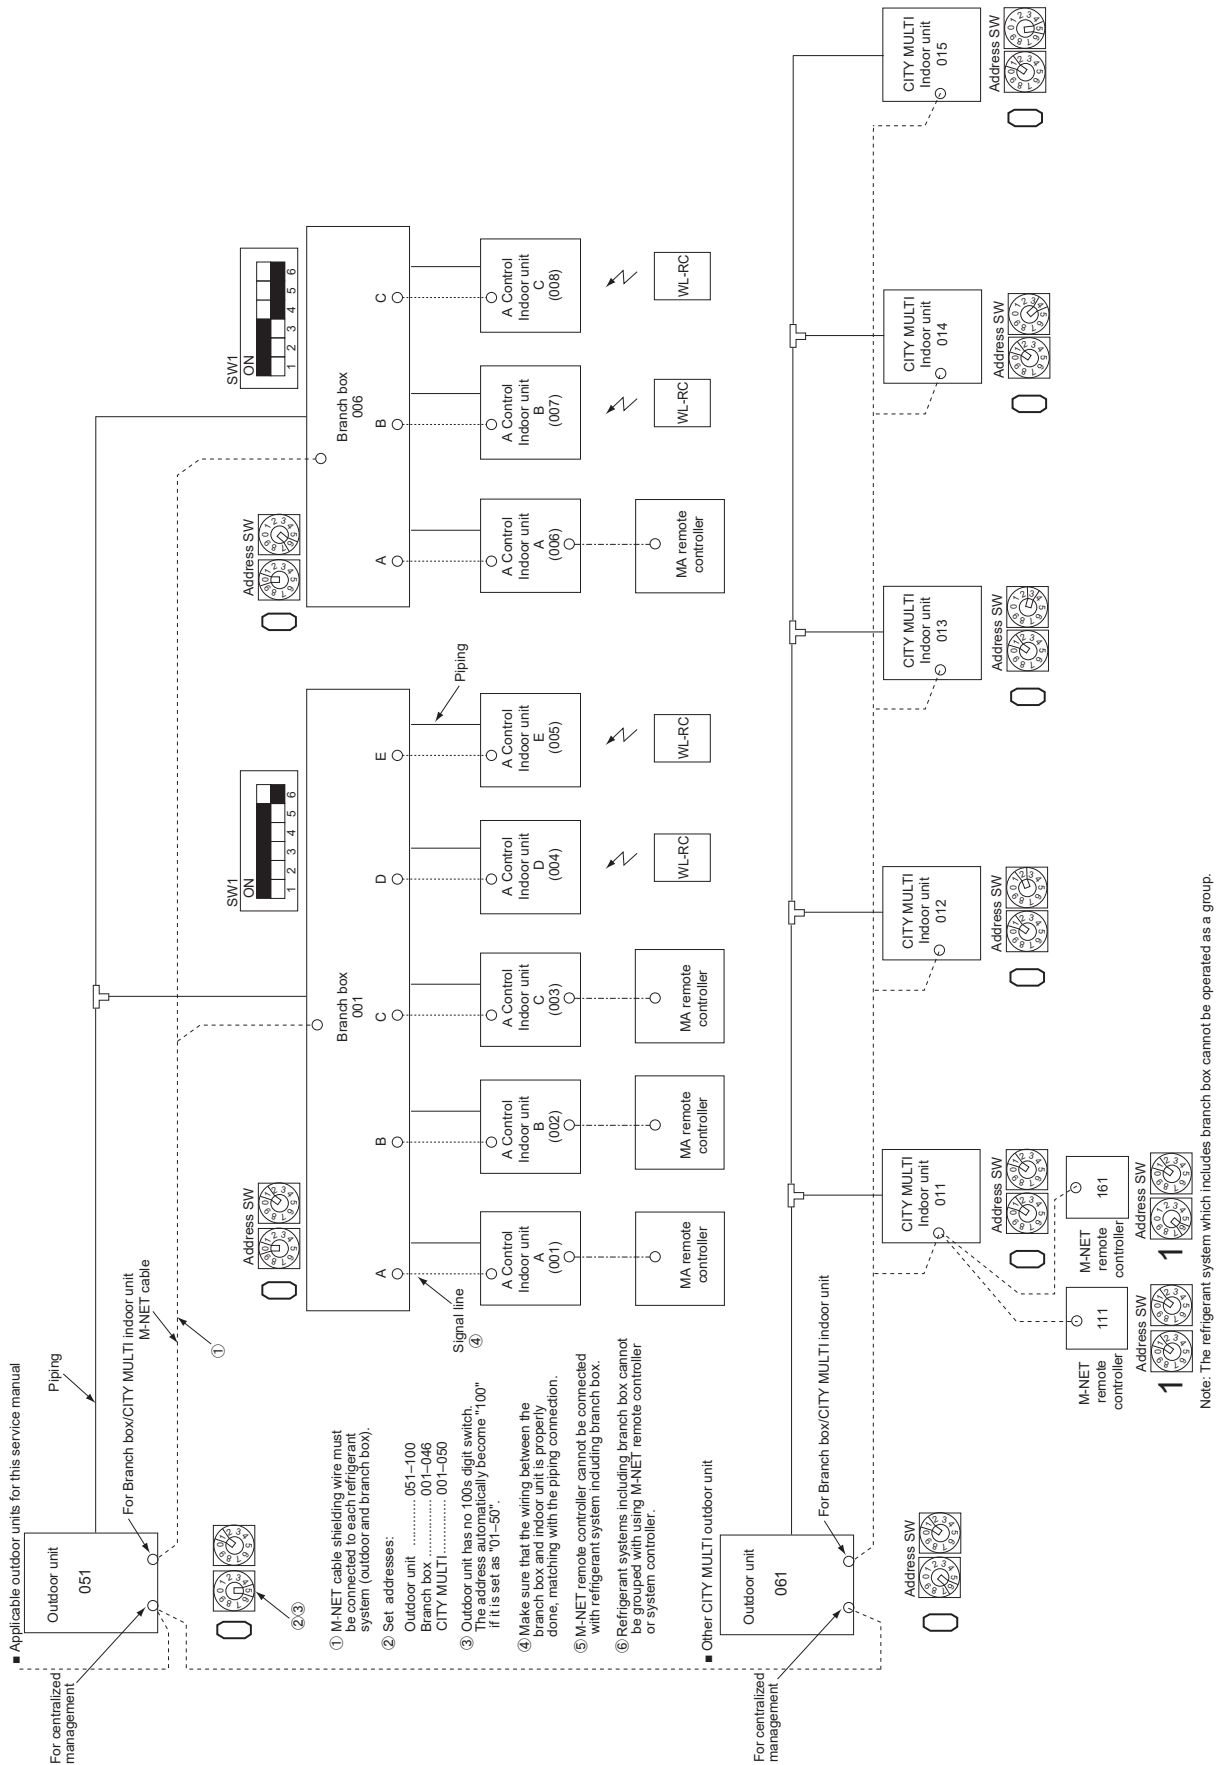 ■ Applicable outdoor units for this service manual
Outdoor unit
051
Piping
For centralized
management
For Branch box/CITY MULTI indoor unit
M-NET cable
①
②③
Address SW
SW1
ON
1 2 3 4 5 6
Branch box
001
A
B
C
D
E
Piping
Signal line
④
A Control
Indoor unit
A
(001)
A Control
Indoor unit
B
(002)
A Control
Indoor unit
C
(003)
A Control
Indoor unit
D
(004)
A Control
Indoor unit
E
(005)
MA remote
controller
MA remote
controller
MA remote
controller
WL-RC
WL-RC
Address SW
SW1
ON
1 2 3 4 5 6
Branch box
006
A
B
C
A Control
Indoor unit
A
(006)
A Control
Indoor unit
B
(007)
A Control
Indoor unit
C
(008)
MA remote
controller
WL-RC
WL-RC
① M-NET cable shielding wire must
be connected to each refrigerant
system (outdoor and branch box).
② Set addresses:
Outdoor unit .............. 051–100
Branch box ............... 001–046
CITY MULTI............... 001–050
③ Outdoor unit has no 100s digit switch.
The address automatically become "100"
if it is set as "01–50".
④ Make sure that the wiring between the
branch box and indoor unit is properly
done, matching with the piping connection.
⑤ M-NET remote controller cannot be connected
with refrigerant system including branch box.
⑥ Refrigerant systems including branch box cannot
be grouped with using M-NET remote controller
or system controller.
■ Other CITY MULTI outdoor unit
Outdoor unit
061
For centralized
management
For Branch box/CITY MULTI indoor unit
Address SW
CITY MULTI
Indoor unit
011
Address SW
CITY MULTI
Indoor unit
012
Address SW
CITY MULTI
Indoor unit
013
Address SW
CITY MULTI
Indoor unit
014
Address SW
CITY MULTI
Indoor unit
015
Address SW
M-NET
remote
controller
111
Address SW
1
M-NET
remote
controller
161
Address SW
1
Note: The refrigerant system which includes branch box cannot be operated as a group.